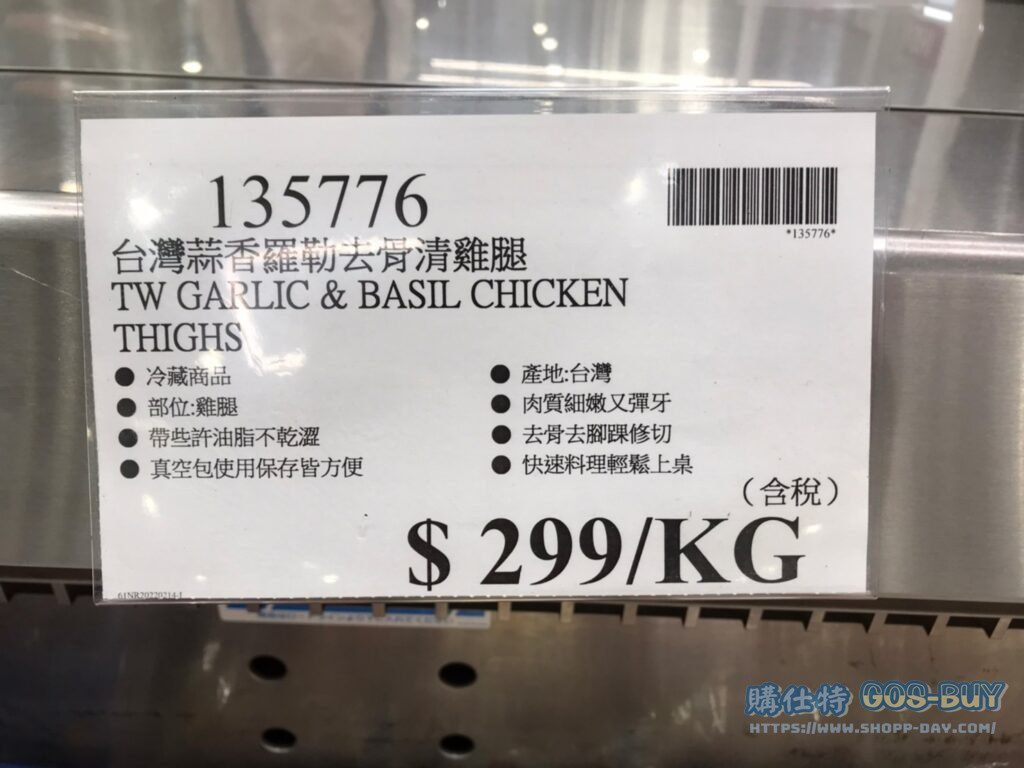 135776
*135776*
台灣蒜香羅勒去骨清雞腿
TW GARLIC & BASIL CHICKEN
THIGHS
● 冷藏商品
● 部位:雞腿
● 帶些許油脂不乾澀
● 真空包使用保存皆方便
● 產地:台灣
● 肉質細嫩又彈牙
● 去骨去腳踝修切
● 快速料理輕鬆上桌
（含稅）
$ 299/KG
61NR20220214-1
購仕特 GOS-BUY
HTTPS://WWW.SHOPP-DAY.COM/